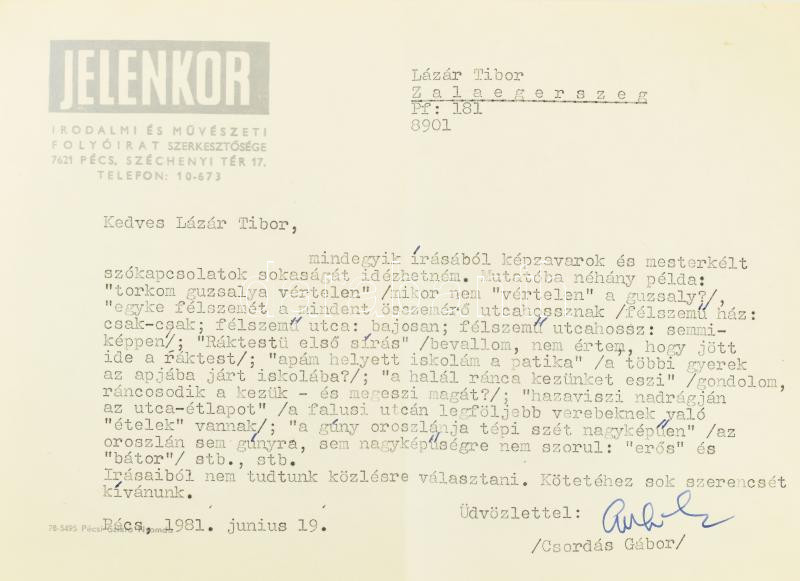 JELENKOR
IRODALMI ÉS MŰVÉSZETI
FOLYÓIRAT SZERKESZTŐSÉGE
7621 PÉCS, SZÉCHENYI TÉR 17.
TELEFON: 10-673
Lázár Tibor
Z a l a e g e r s z e g
Pf: 181
8901
Kedves Lázár Tibor,
mindegyik írásából képzavarok és mesterkélt
szókapcsolatok sokaságát idézhetném. Mutatóba néhány példa:
"torkom guzsalya vértelen" /mikor nem "vértelen" a guzsaly?/,
"egyke félszemét a mindent összemérő utcahossznak /félszemű ház:
csak-csak; félszemű utca: bajosan; félszemű utcahossz: semmi-
képpen/; "Ráktestü első sírás" /bevallom, nem értem, hogy jött
ide a ráktest/; "apám helyett iskolám a patika" /a többi gyerek
az apjába járt iskolába?/; "a halál ránca kezünket eszi" /gondolom,
ráncosodik a kezük - és megeszi magát?/; "hazaviszi nadrágján
az utca-étlapot" /a falusi utcán legföljebb verebeknek való
"ételek" vannak/; "a gúny oroszlánja tépi szét nagyképűen" /az
oroszlán sem gúnyra, sem nagyképűségre nem szorul: "erős" és
"bátor"/ stb., stb.
Irásaiból nem tudtunk közlésre választani. Kötetéhez sok szerencsét
kívánunk.
Pécs, 1981. junius 19.
Üdvözlettel:
/Csordás Gábor/
78-5495 Pécsi